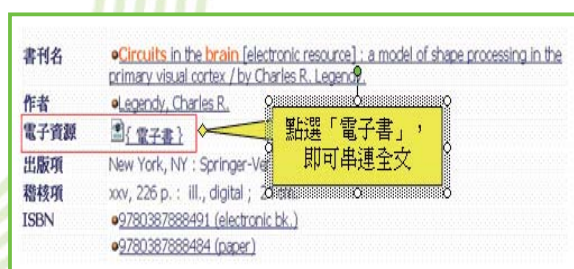 書刊名 Circuits in the brain [electronic resource] : a model of shape processing in the
primary visual cortex / by Charles R. Legendy.
作者 Legendy, Charles R.
電子資源 { 電子書 }
點選「電子書」，
即可串連全文
出版項 New York, NY : Springer-Ve
稽核項 xxv, 226 p. : ill., digital ; 2
ISBN 9780387888491 (electronic bk.)
9780387888484 (paper)